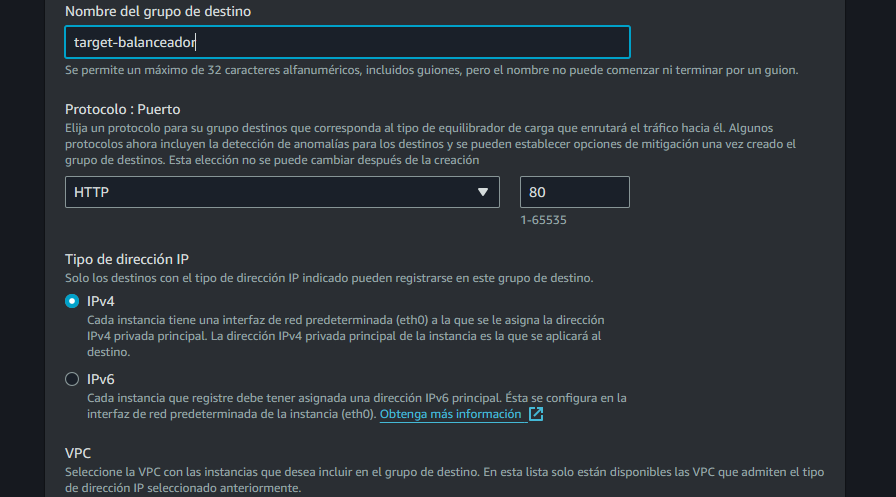 Nombre del grupo de destino
target-balanceador
Se permite un máximo de 32 caracteres alfanuméricos, incluidos guiones, pero el nombre no puede comenzar ni terminar por un guion.
Protocolo : Puerto
Elija un protocolo para su grupo destinos que corresponda al tipo de equilibrador de carga que enrutará el tráfico hacia él. Algunos
protocolos ahora incluyen la detección de anomalías para los destinos y se pueden establecer opciones de mitigación una vez creado el
grupo de destinos. Esta elección no se puede cambiar después de la creación
HTTP
80
1-65535
Tipo de dirección IP
Solo los destinos con el tipo de dirección IP indicado pueden registrarse en este grupo de destino.
IPv4
Cada instancia tiene una interfaz de red predeterminada (eth0) a la que se le asigna la dirección
IPv4 privada principal. La dirección IPv4 privada principal de la instancia es la que se aplicará al
destino.
IPv6
Cada instancia que registre debe tener asignada una dirección IPv6 principal. Ésta se configura en la
interfaz de red predeterminada de la instancia (eth0). Obtenga más información
VPC
Seleccione la VPC con las instancias que desea incluir en el grupo de destino. En esta lista solo están disponibles las VPC que admiten el tipo
de dirección IP seleccionado anteriormente.